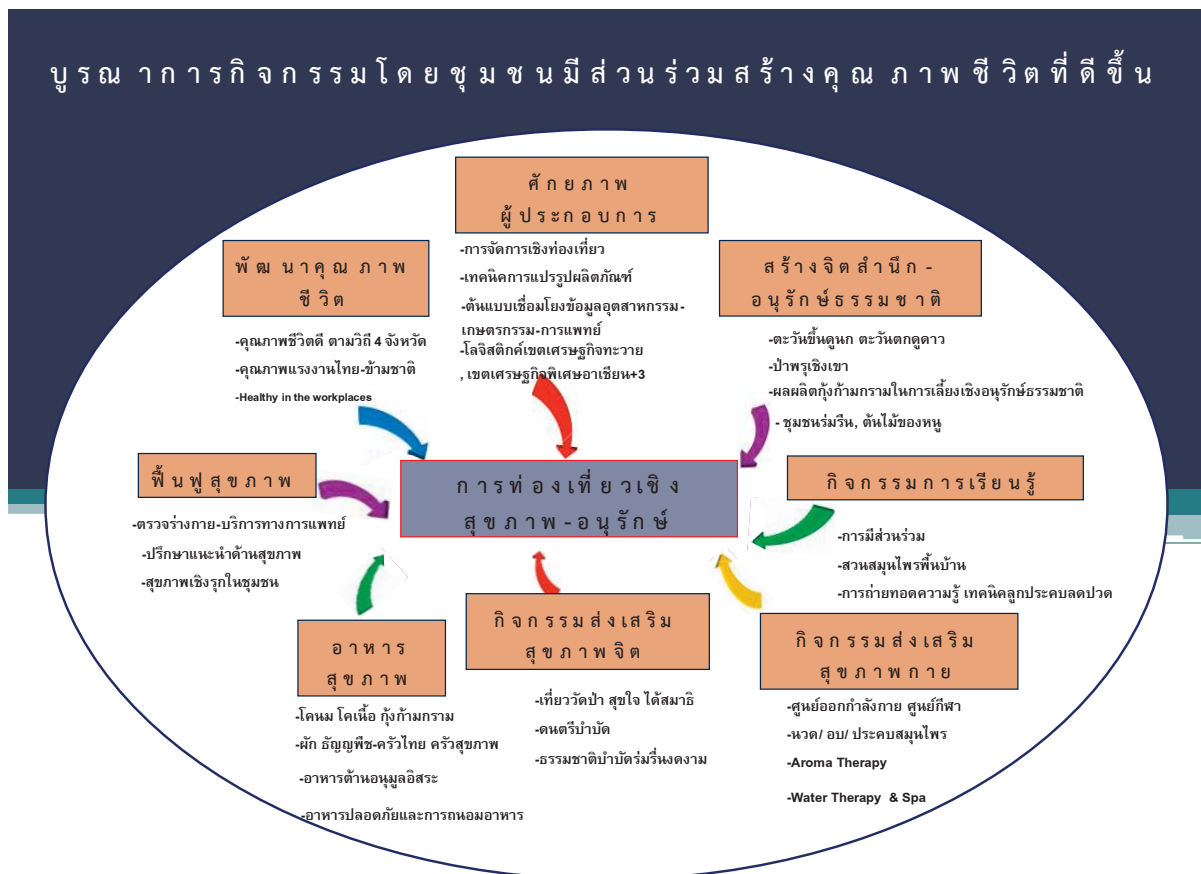 บูรณาการกิจกรรมโดยชุมชนมีส่วนร่วมสร้างคุณภาพชีวิตที่ดีขึ้น
ศักยภาพ
ผู้ประกอบการ
-การจัดการเชิงท่องเที่ยว
-เทคนิคการแปรรูปผลิตภัณฑ์
-ต้นแบบเชื่อมโยงข้อมูลอุตสาหกรรม-
เกษตรกรรม-การแพทย์
-โลจิสติกค์เขตเศรษฐกิจทะวาย
, เขตเศรษฐกิจพิเศษอาเซียน+3
พัฒนาคุณภาพ
ชีวิต
-คุณภาพชีวิตดี ตามวิถี 4 จังหวัด
-คุณภาพแรงงานไทย-ข้ามชาติ
-Healthy in the workplaces
สร้างจิตสำนึก-
อนุรักษ์ธรรมชาติ
-ตะวันขึ้นดูนก ตะวันตกดูดาว
-ป่าพรุเชิงเขา
-ผลผลิตกุ้งก้ามกรามในการเลี้ยงเชิงอนุรักษ์ธรรมชาติ
- ชุมชนร่มรืน, ต้นไม้ของหนู
ฟื้นฟูสุขภาพ
-ตรวจร่างกาย-บริการทางการแพทย์
-ปรึกษาแนะนำด้านสุขภาพ
-สุขภาพเชิงรุกในชุมชน
การท่องเที่ยวเชิง
สุขภาพ-อนุรักษ์
กิจกรรมการเรียนรู้
-การมีส่วนร่วม
-สวนสมุนไพรพื้นบ้าน
-การถ่ายทอดความรู้ เทคนิคลูกประคบลดปวด
อาหาร
สุขภาพ
-โคนม โคเนื้อ กุ้งก้ามกราม
-ผัก ธัญญพืช-ครัวไทย ครัวสุขภาพ
-อาหารต้านอนุมูลอิสระ
-อาหารปลอดภัยและการถนอมอาหาร
กิจกรรมส่งเสริม
สุขภาพจิต
-เที่ยววัดป่า สุขใจ ได้สมาธิ
-ดนตรีบำบัด
-ธรรมชาติบำบัดร่มรื่นงดงาม
กิจกรรมส่งเสริม
สุขภาพกาย
-ศูนย์ออกกำลังกาย ศูนย์กีฬา
-นวด/ อบ/ ประคบสมุนไพร
-Aroma Therapy
-Water Therapy & Spa